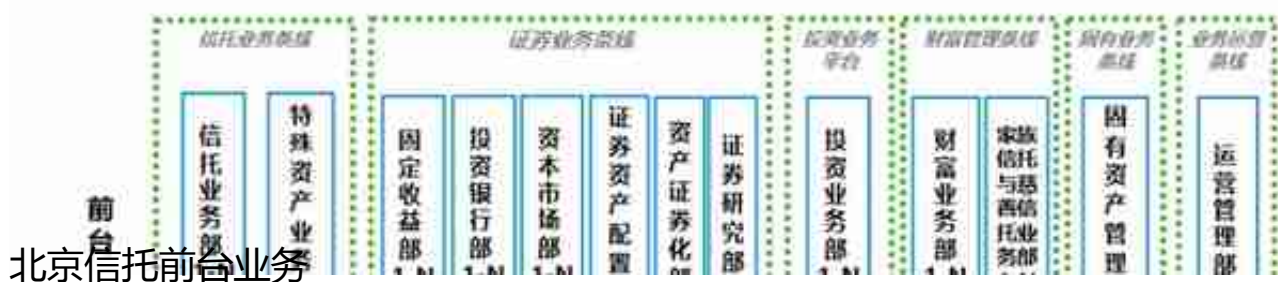 信托业务条线
证券业务条线
投资业务平台
财富管理条线
固有业务条线
业务运营条线
前台
信托业务部
特殊资产业务
固定收益部1-N
投资银行部1-N
资本市场部1-N
证券资产配置
资产证券化部
证券研究部
投资业务部1-N
财富业务部1-N
家族信托与慈善信托业务部
固有资产管理
运营管理部
北京信托前台业务